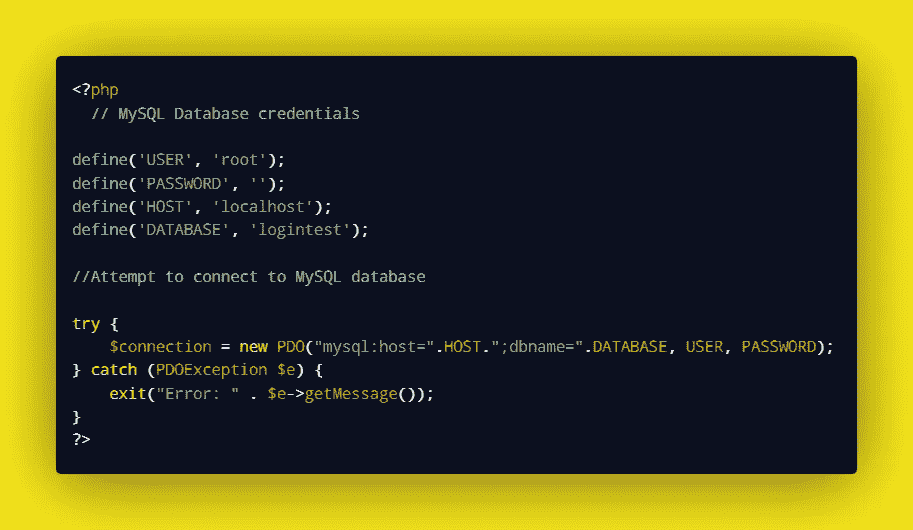 <?php
// MySQL Database credentials
define('USER', 'root');
define('PASSWORD', '');
define('HOST', 'localhost');
define('DATABASE', 'logintest');
//Attempt to connect to MySQL database
try {
$connection = new PDO("mysql:host=".HOST.";dbname=".DATABASE, USER, PASSWORD);
} catch (PDOException $e) {
exit("Error: " . $e->getMessage());
}
?>